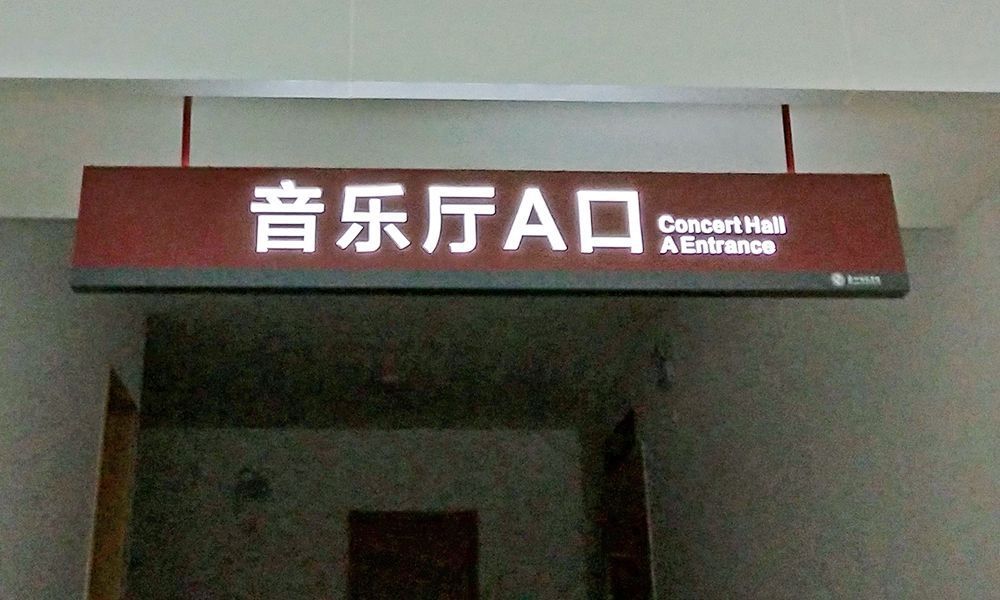 音乐厅A口
Concert Hall
A Entrance